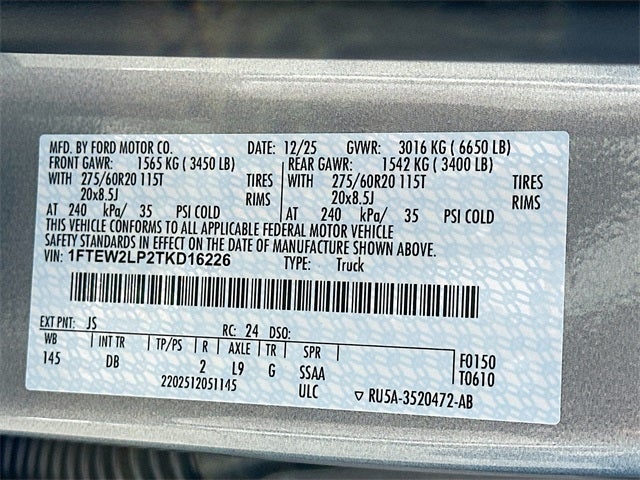 MFD. BY FORD MOTOR CO. DATE: 12/25 GVWR: 3016 KG ( 6650 LB)
FRONT GAWR: 1565 KG ( 3450 LB) REAR GAWR: 1542 KG ( 3400 LB)
WITH 275/60R20 115T TIRES WITH 275/60R20 115T TIRES
20x8.5J RIMS 20x8.5J RIMS
AT 240 kPa/ 35 PSI COLD AT 240 kPa/ 35 PSI COLD
THIS VEHICLE CONFORMS TO ALL APPLICABLE FEDERAL MOTOR VEHICLE
SAFETY STANDARDS IN EFFECT ON THE DATE OF MANUFACTURE SHOWN ABOVE.
VIN: 1FTEW2LP2TKD16226 TYPE: Truck
EXT PNT: JS RC: 24 DSO:
WB INT TR TP/PS R AXLE TR SPR F0150
145 DB 2 L9 G SSAA T0610
2202512051145 ULC ▽ RU5A-3520472-AB